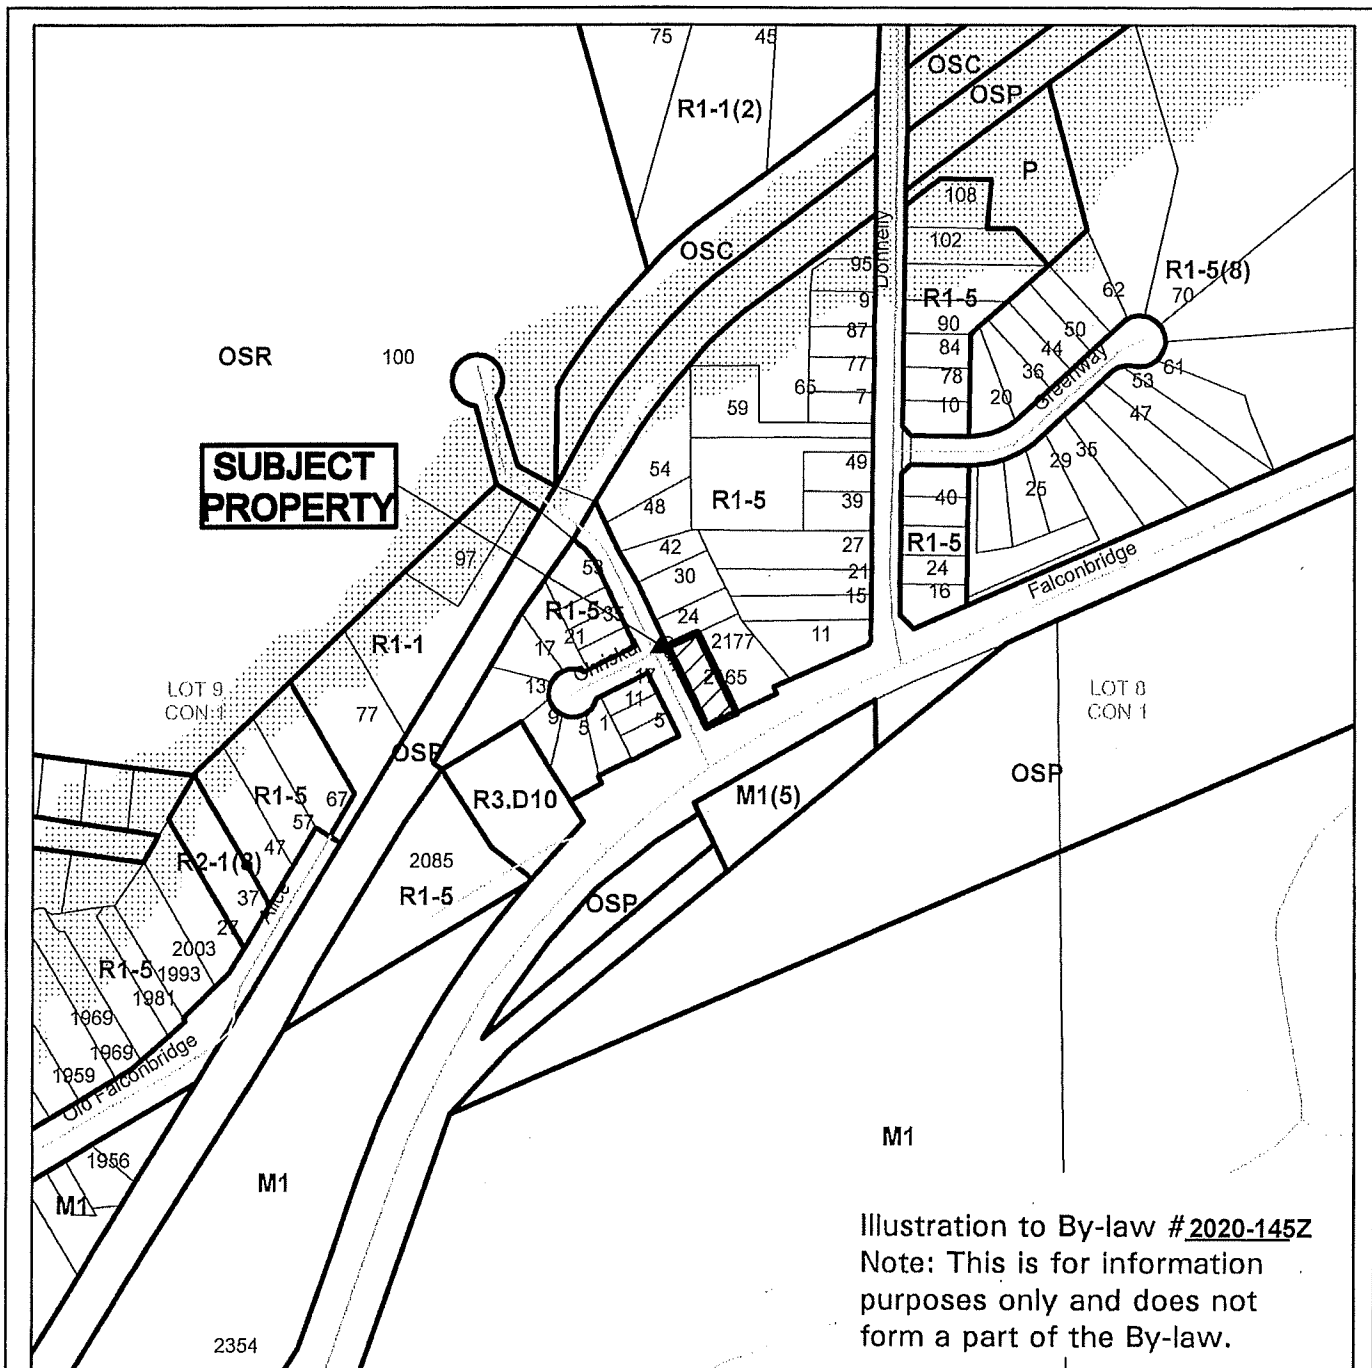 75
45
OSC
R1-1(2)
OSP
P
108
Donnelly
102
OSC
95
R1-5(8)
62
70
9
R1-5
87
90
50
OSR
100
84
44
77
78
36
Greenway
61
65
53
7
20
59
10
47
SUBJECT
PROPERTY
54
49
35
29
48
R1-5
39
40
25
42
27
R1-5
97
53
30
21
24
Falconbridge
15
16
R1-5
35
24
21
R1-1
17
2177
11
LOT 9
CON 1
13
17
LOT 8
CON 1
77
9
5
1
11
5
OSP
OSP
R1-5
67
R3.D10
M1(5)
57
47
R2-1(8)
2085
37
R1-5
OSP
27
2003
R1-5
1993
1981
1969
1969
1959
Old Falconbridge
M1
1956
M1
M1
Illustration to By-law # 2020-145Z
Note: This is for information
purposes only and does not
form a part of the By-law.
2354